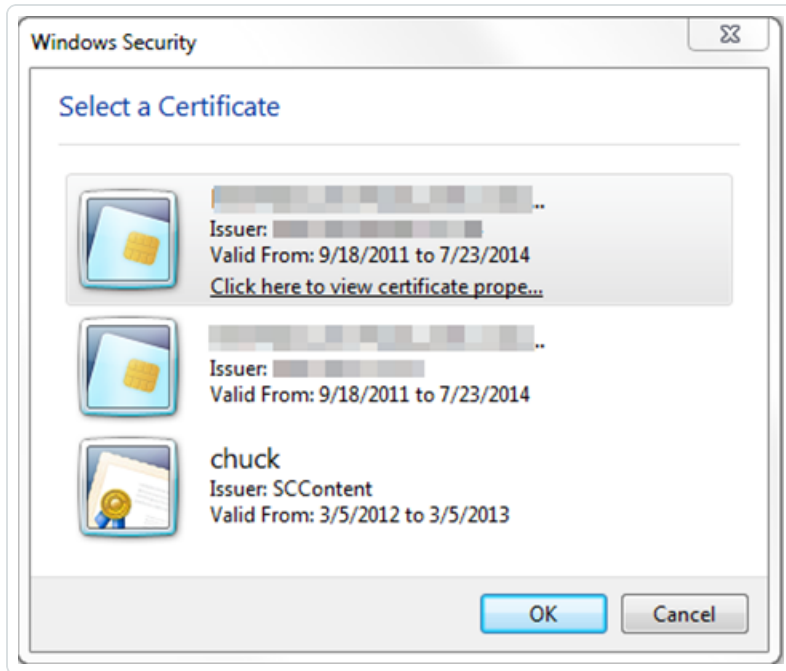 Windows Security
Select a Certificate
..
Issuer:
Valid From: 9/18/2011 to 7/23/2014
Click here to view certificate prope...
..
Issuer:
Valid From: 9/18/2011 to 7/23/2014
chuck
Issuer: SCContent
Valid From: 3/5/2012 to 3/5/2013
OK
Cancel